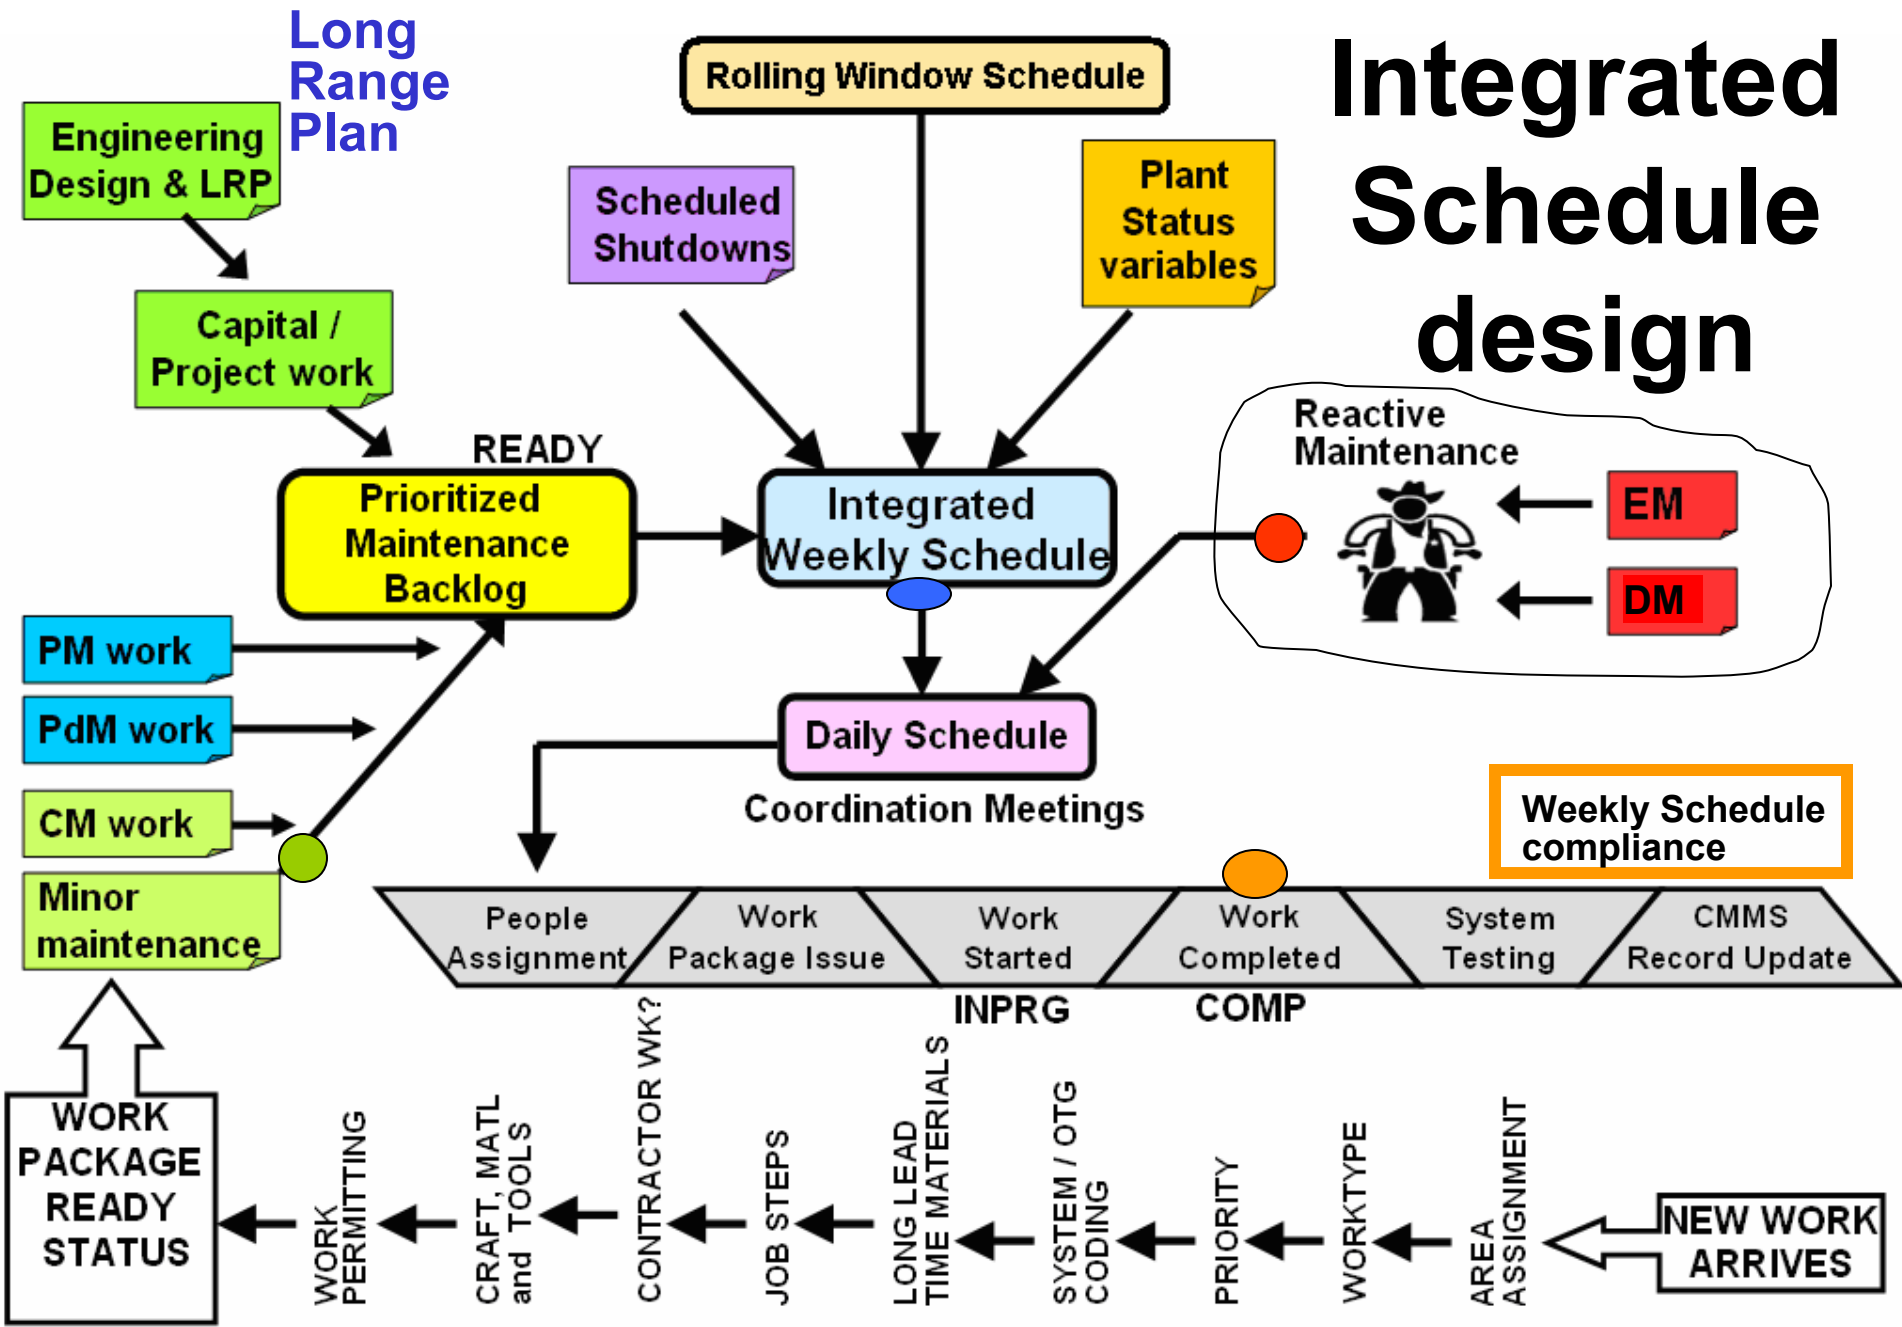 Long
Range
Plan
Integrated
Schedule
design
Rolling Window Schedule
Engineering
Design & LRP
Scheduled
Shutdowns
Plant
Status
variables
Capital /
Project work
READY
Prioritized
Maintenance
Backlog
Integrated
Weekly Schedule
Reactive
Maintenance
EM
DM
PM work
PdM work
CM work
Minor
maintenance
Daily Schedule
Coordination Meetings
Weekly Schedule
compliance
People
Assignment
Work
Package Issue
Work
Started
Work
Completed
System
Testing
CMMS
Record Update
INPRG
COMP
WORK
PACKAGE
READY
STATUS
WORK
PERMITTING
CRAFT, MATL
and TOOLS
CONTRACTOR WK?
JOB STEPS
LONG LEAD
TIME MATERIALS
SYSTEM / OTG
CODING
PRIORITY
WORKTYPE
AREA
ASSIGNMENT
NEW WORK
ARRIVES